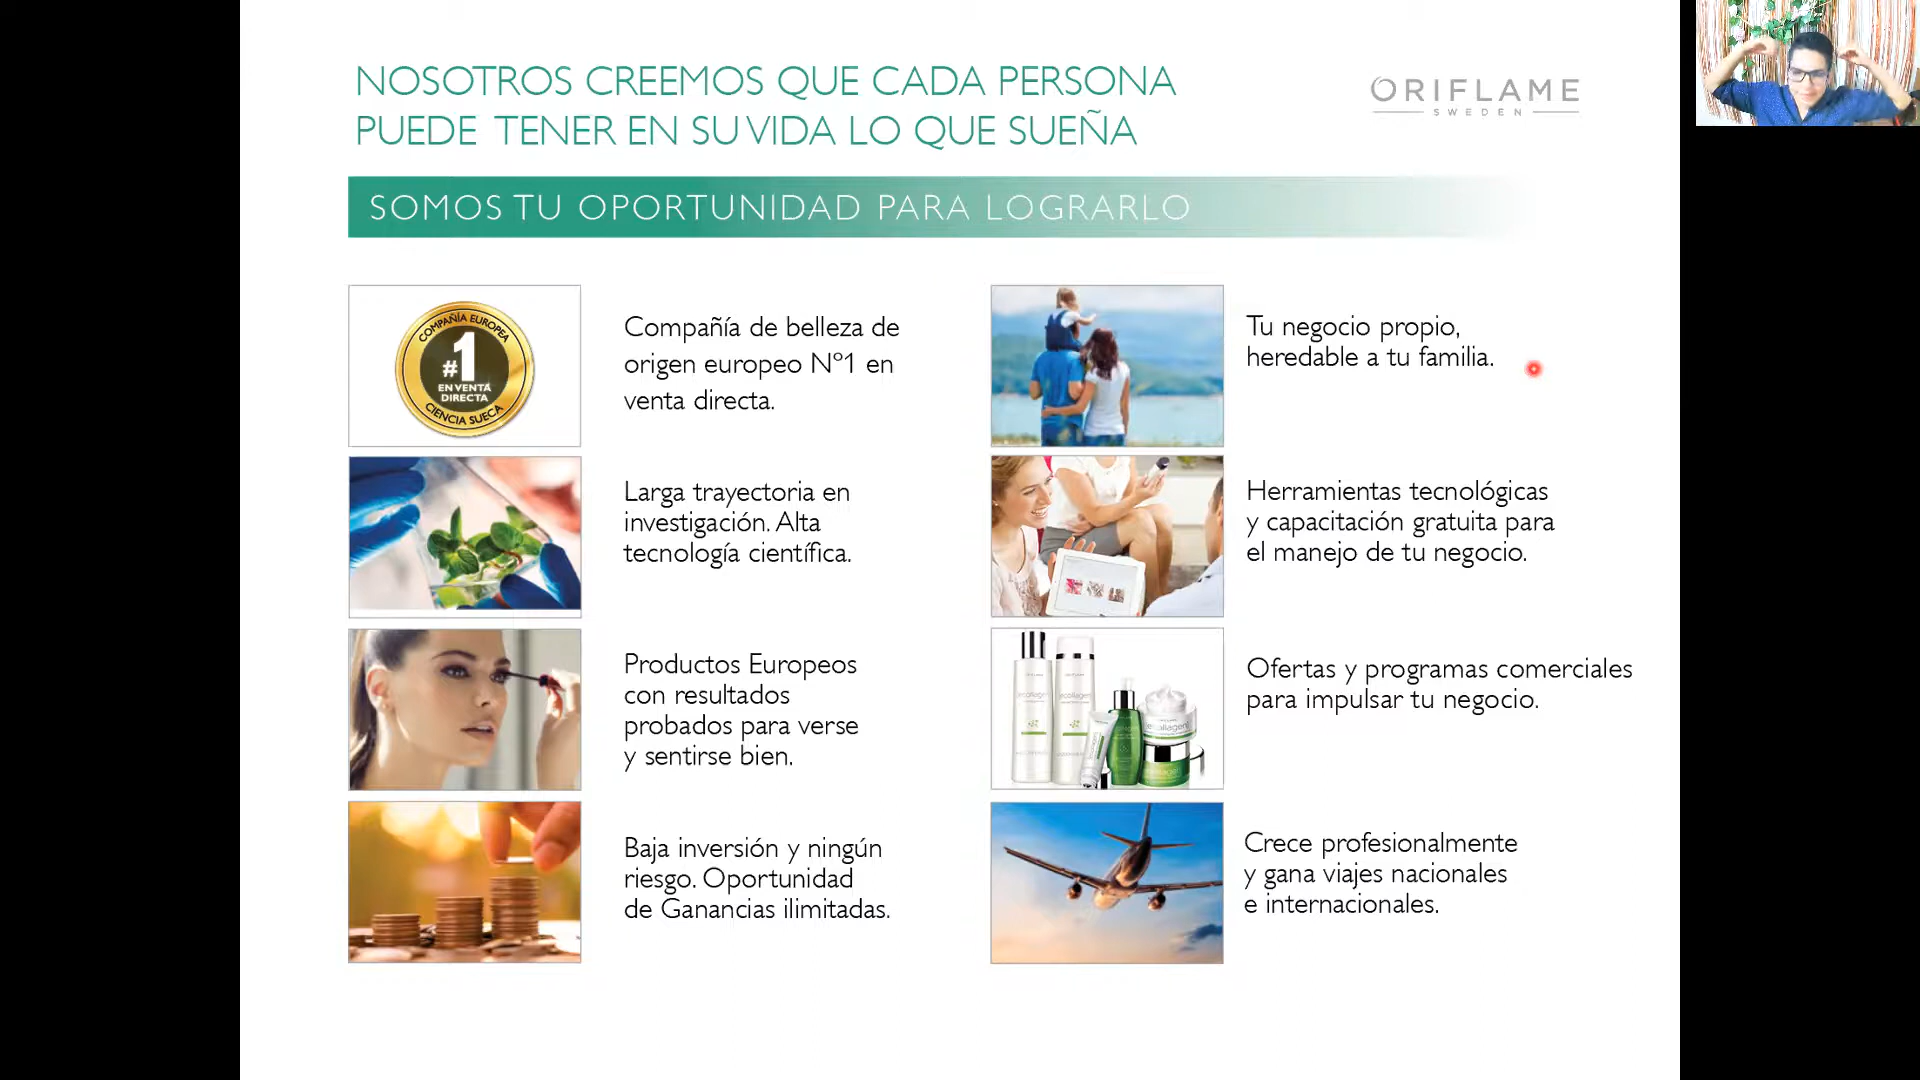 NOSOTROS CREEMOS QUE CADA PERSONA
PUEDE TENER EN SU VIDA LO QUE SUEÑA
ORIFLAME
SWEDEN
SOMOS TU OPORTUNIDAD PARA LOGRARLO
COMPAÑÍA EUROPEA
#1
EN VENTA
DIRECTA
CIENCIA SUECA
Compañía de belleza de
origen europeo Nº1 en
venta directa.
Larga trayectoria en
investigación. Alta
tecnología científica.
Productos Europeos
con resultados
probados para verse
y sentirse bien.
Baja inversión y ningún
riesgo. Oportunidad
de Ganancias ilimitadas.
Tu negocio propio,
heredable a tu familia.
Herramientas tecnológicas
y capacitación gratuita para
el manejo de tu negocio.
ecollagen
ecollagen
ecollagen
Ofertas y programas comerciales
para impulsar tu negocio.
Crece profesionalmente
y gana viajes nacionales
e internacionales.